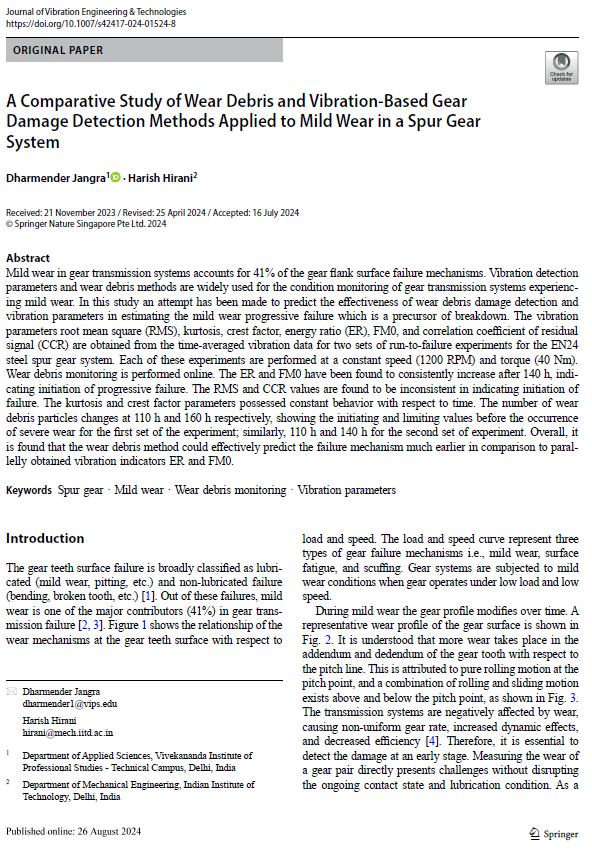 Journal of Vibration Engineering & Technologies
https://doi.org/10.1007/s42417-024-01524-8
ORIGINAL PAPER
Check for
updates
A Comparative Study of Wear Debris and Vibration-Based Gear
Damage Detection Methods Applied to Mild Wear in a Spur Gear
System
Dharmender Jangra1 · Harish Hirani2
Received: 21 November 2023 / Revised: 25 April 2024 / Accepted: 16 July 2024
© Springer Nature Singapore Pte Ltd. 2024
Abstract
Mild wear in gear transmission systems accounts for 41% of the gear flank surface failure mechanisms. Vibration detection
parameters and wear debris methods are widely used for the condition monitoring of gear transmission systems experienc-
ing mild wear. In this study an attempt has been made to predict the effectiveness of wear debris damage detection and
vibration parameters in estimating the mild wear progressive failure which is a precursor of breakdown. The
vibration parameters root mean square (RMS), kurtosis, crest factor, energy ratio (ER), FM0, and correlation coefficient of residual
signal (CCR) are obtained from the time-averaged vibration data for two sets of run-to-failure experiments for the EN24
steel spur gear system. Each of these experiments are performed at a constant speed (1200 RPM) and torque (40 Nm).
Wear debris monitoring is performed online. The ER and FM0 have been found to consistently increase after 140 h, indi-
cating initiation of progressive failure. The RMS and CCR values are found to be inconsistent in indicating initiation of
failure. The kurtosis and crest factor parameters possessed constant behavior with respect to time. The number of wear
debris particles changes at 110 h and 160 h respectively, showing the initiating and limiting values before the occurrence
of severe wear for the first set of the experiment; similarly, 110 h and 140 h for the second set of experiment. Overall, it
is found that the wear debris method could effectively predict the failure mechanism much earlier in comparison to paral-
lelly obtained vibration indicators ER and FM0.
Keywords Spur gear · Mild wear · Wear debris monitoring · Vibration parameters
Introduction
The gear teeth surface failure is broadly classified as lubri-
cated (mild wear, pitting, etc.) and non-lubricated failure
(bending, broken tooth, etc.) [1]. Out of these failures, mild
wear is one of the major contributors (41%) in gear trans-
mission failure [2, 3]. Figure 1 shows the relationship of the
wear mechanisms at the gear teeth surface with respect to
Dharmender Jangra
dharmender1@vips.edu
Harish Hirani
hirani@mech.iitd.ac.in
1 Department of Applied Sciences, Vivekananda Institute of
Professional Studies - Technical Campus, Delhi, India
2 Department of Mechanical Engineering, Indian Institute of
Technology, Delhi, India
load and speed. The load and speed curve represent three
types of gear failure mechanisms i.e., mild wear, surface
fatigue, and scuffing. Gear systems are subjected to mild
wear conditions when gear operates under low load and low
speed.
During mild wear the gear profile modifies over time. A
representative wear profile of the gear surface is shown in
Fig. 2. It is understood that more wear takes place in the
addendum and dedendum of the gear tooth with respect to
the pitch line. This is attributed to pure rolling motion at the
pitch point, and a combination of rolling and sliding motion
exists above and below the pitch point, as shown in Fig. 3.
The transmission systems are negatively affected by wear,
causing non-uniform gear rate, increased dynamic effects,
and decreased efficiency [4]. Therefore, it is essential to
detect the damage at an early stage. Measuring the wear of
a gear pair directly presents challenges without disrupting
the ongoing contact state and lubrication condition. As a
Published online: 26 August 2024
Springer